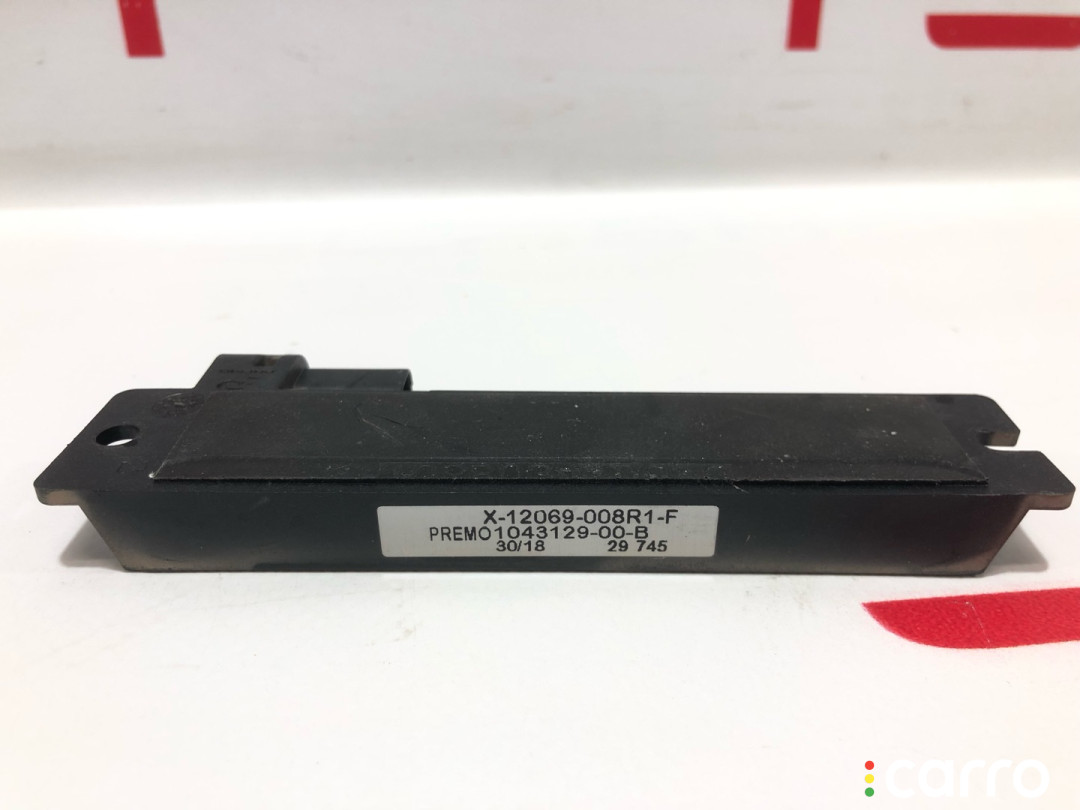 X-12069-008R1-F
PREMO1043129-00-B
30/18 29 745
carro